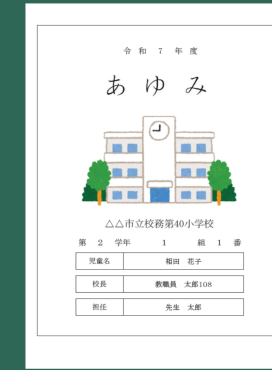 令和 7 年度
あゆみ
△△市立校務第40小学校
第 2 学年 1 組 1 番
児童名 稲田 花子
校長 教職員 太郎108
担任 先生 太郎